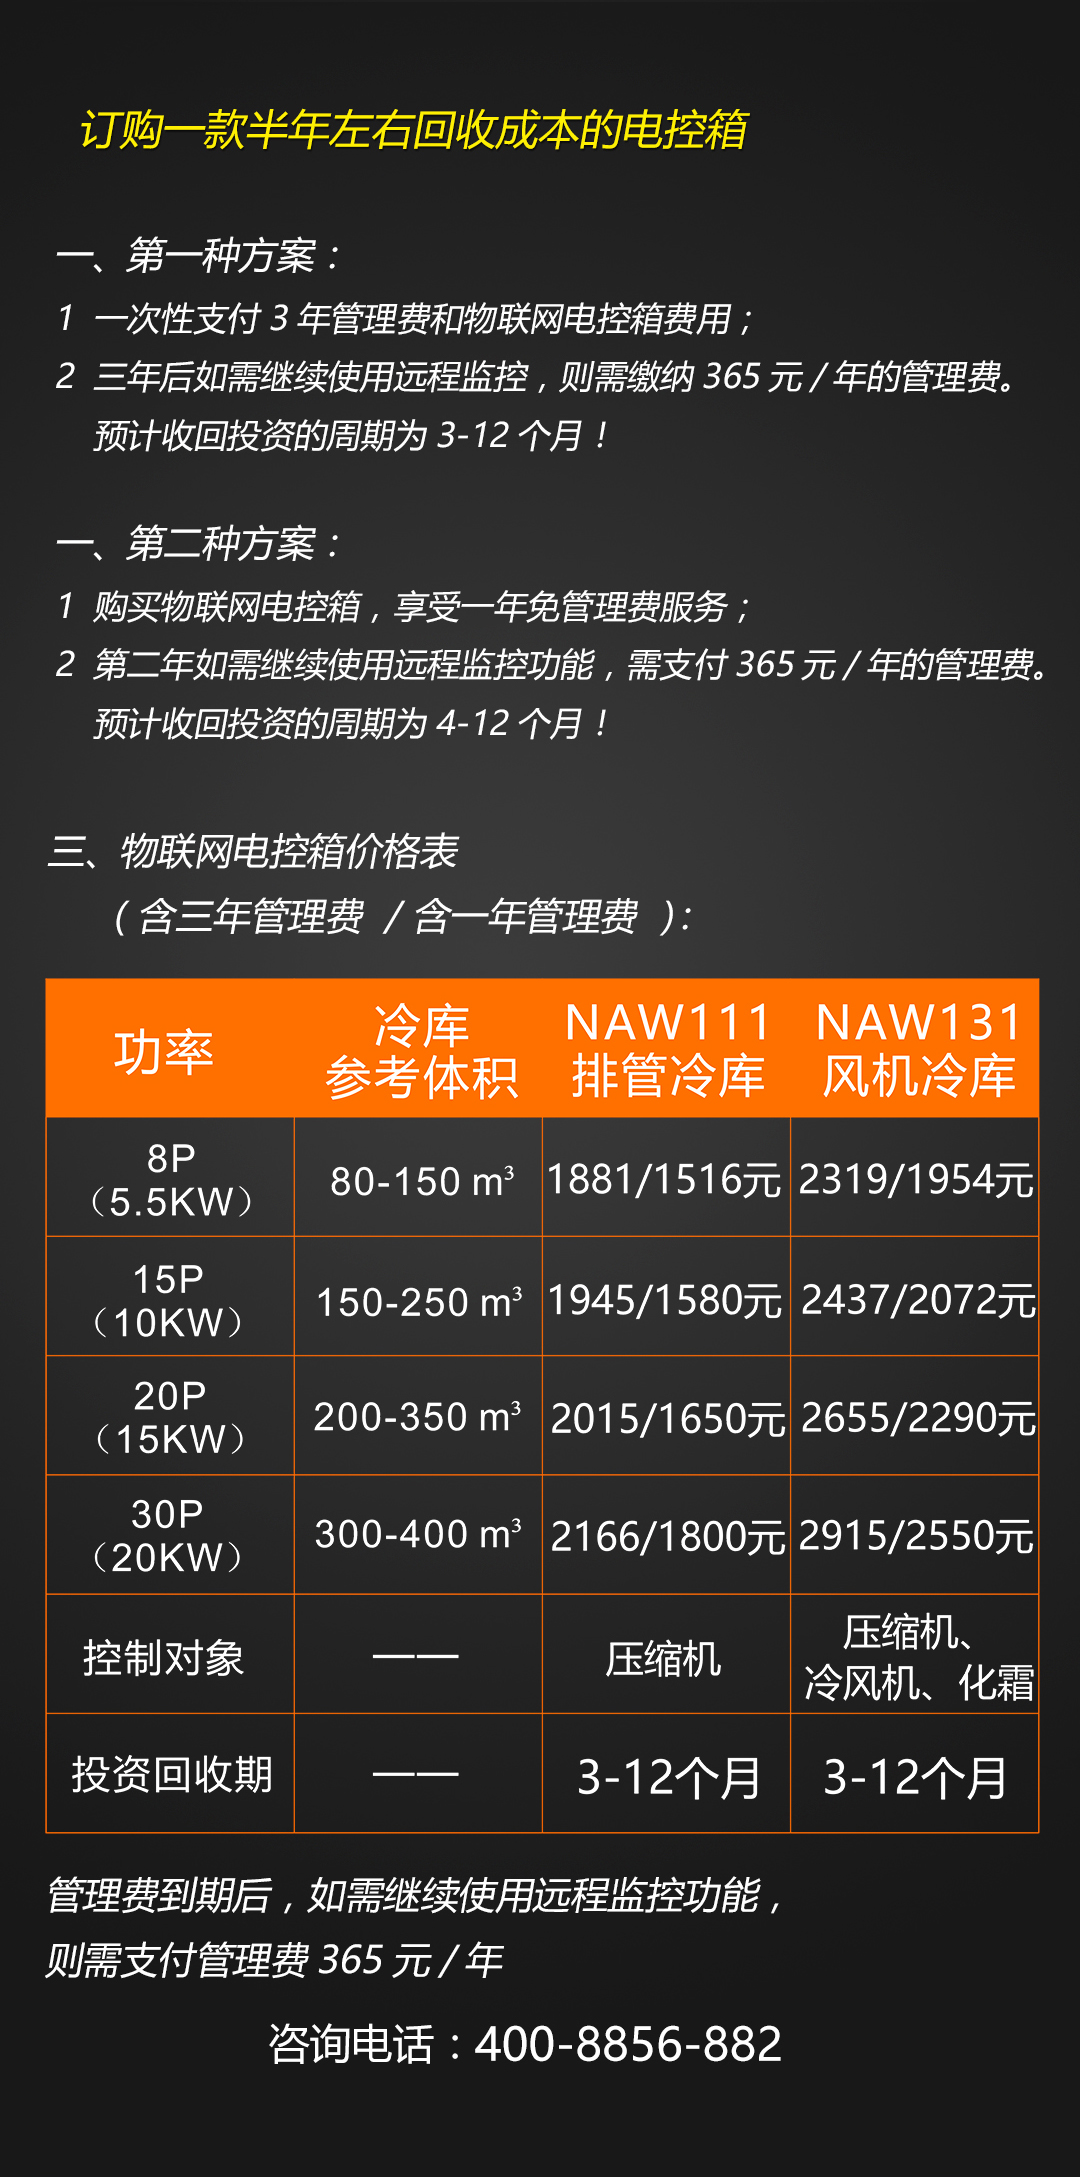 订购一款半年左右回收成本的电控箱
一、第一种方案：
1 一次性支付 3 年管理费和物联网电控箱费用；
2 三年后如需继续使用远程监控，则需缴纳 365 元 / 年的管理费。
预计收回投资的周期为 3-12 个月！
一、第二种方案：
1 购买物联网电控箱，享受一年免管理费服务；
2 第二年如需继续使用远程监控功能，需支付 365 元 / 年的管理费。
预计收回投资的周期为 4-12 个月！
三、物联网电控箱价格表
（含三年管理费 / 含一年管理费 ）：
功率 冷库参考体积 NAW111排管冷库 NAW131风机冷库
8P（5.5KW） 80-150 m³ 1881/1516元 2319/1954元
15P（10KW） 150-250 m³ 1945/1580元 2437/2072元
20P（15KW） 200-350 m³ 2015/1650元 2655/2290元
30P（20KW） 300-400 m³ 2166/1800元 2915/2550元
控制对象 —— 压缩机 压缩机、冷风机、化霜
投资回收期 —— 3-12个月 3-12个月
管理费到期后，如需继续使用远程监控功能，
则需支付管理费 365 元 / 年
咨询电话：400-8856-882